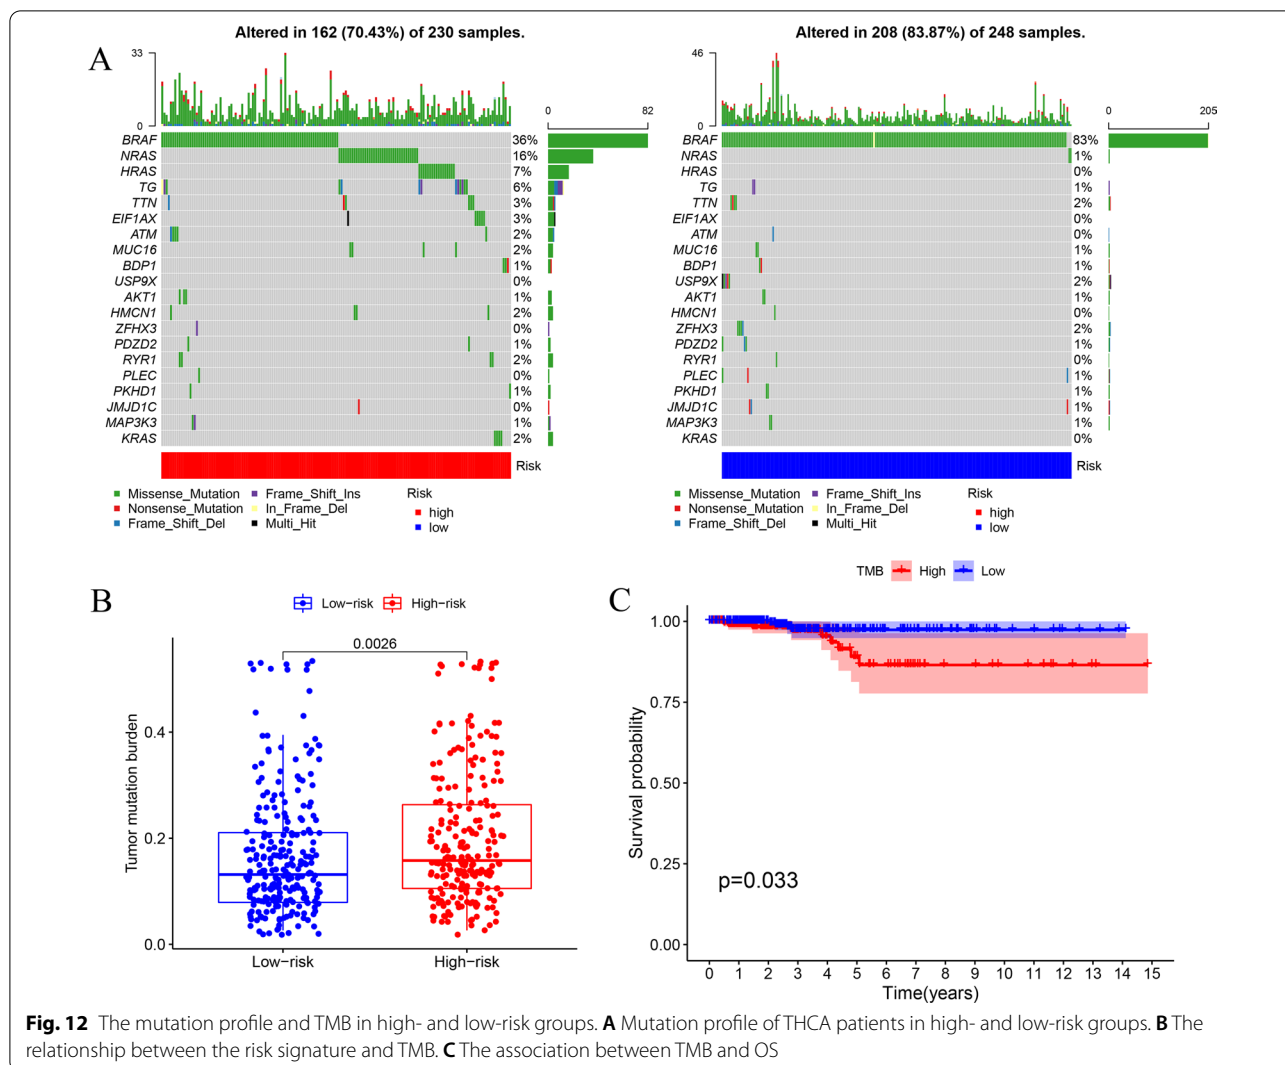 A
Altered in 162 (70.43%) of 230 samples.
33
0
0 82
BRAF 36%
NRAS 16%
HRAS 7%
TG 6%
TTN 3%
EIF1AX 3%
ATM 2%
MUC16 2%
BDP1 1%
USP9X 0%
AKT1 1%
HMCN1 2%
ZFHX3 0%
PDZD2 1%
RYR1 2%
PLEC 0%
PKHD1 1%
JMJD1C 0%
MAP3K3 1%
KRAS 2%
Risk
Missense_Mutation Frame_Shift_Ins Risk
Nonsense_Mutation In_Frame_Del high
Frame_Shift_Del Multi_Hit low
Altered in 208 (83.87%) of 248 samples.
46
0
0 205
BRAF 83%
NRAS 1%
HRAS 0%
TG 1%
TTN 2%
EIF1AX 0%
ATM 0%
MUC16 1%
BDP1 1%
USP9X 2%
AKT1 1%
HMCN1 0%
ZFHX3 2%
PDZD2 1%
RYR1 0%
PLEC 1%
PKHD1 1%
JMJD1C 1%
MAP3K3 1%
KRAS 0%
Risk
Missense_Mutation Frame_Shift_Ins Risk
Nonsense_Mutation In_Frame_Del high
Frame_Shift_Del Multi_Hit low
B
Low-risk High-risk
0.0026
Tumor mutation burden
0.4
0.2
0.0
Low-risk High-risk
C
TMB High Low
Survival probability
1.00
0.75
0.50
0.25
0.00
p=0.033
0 1 2 3 4 5 6 7 8 9 10 11 12 13 14 15
Time(years)
Fig. 12 The mutation profile and TMB in high- and low-risk groups. A Mutation profile of THCA patients in high- and low-risk groups. B The
relationship between the risk signature and TMB. C The association between TMB and OS